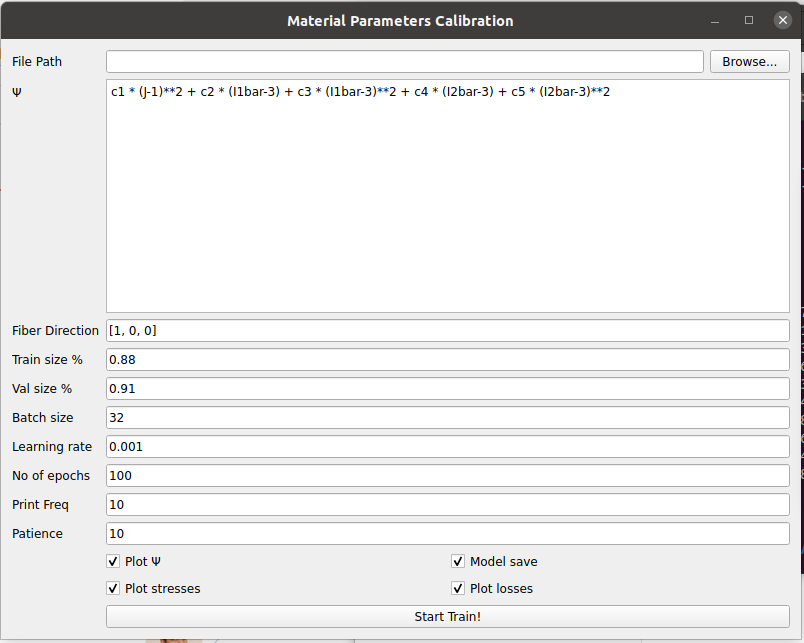 Material Parameters Calibration
File Path
Browse...
Ψ
c1 * (J-1)**2 + c2 * (I1bar-3) + c3 * (I1bar-3)**2 + c4 * (I2bar-3) + c5 * (I2bar-3)**2
Fiber Direction [1, 0, 0]
Train size % 0.88
Val size % 0.91
Batch size 32
Learning rate 0.001
No of epochs 100
Print Freq 10
Patience 10
Plot Ψ Model save
Plot stresses Plot losses
Start Train!